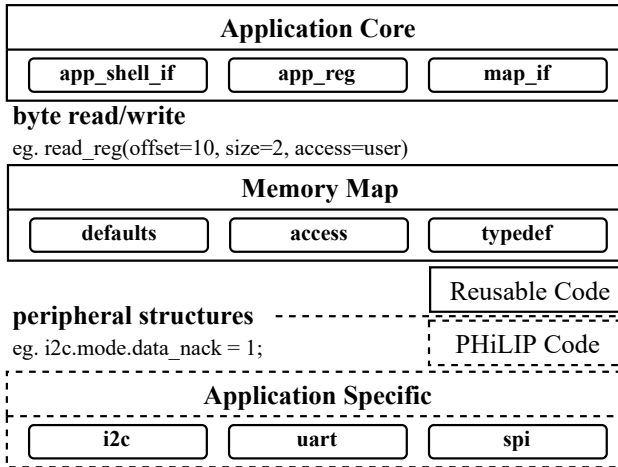 Application Core
app_shell_if app_reg map_if
byte read/write
eg. read_reg(offset=10, size=2, access=user)
Memory Map
defaults access typedef
Reusable Code
peripheral structures
PHiLIP Code
eg. i2c.mode.data_nack = 1;
Application Specific
i2c uart spi